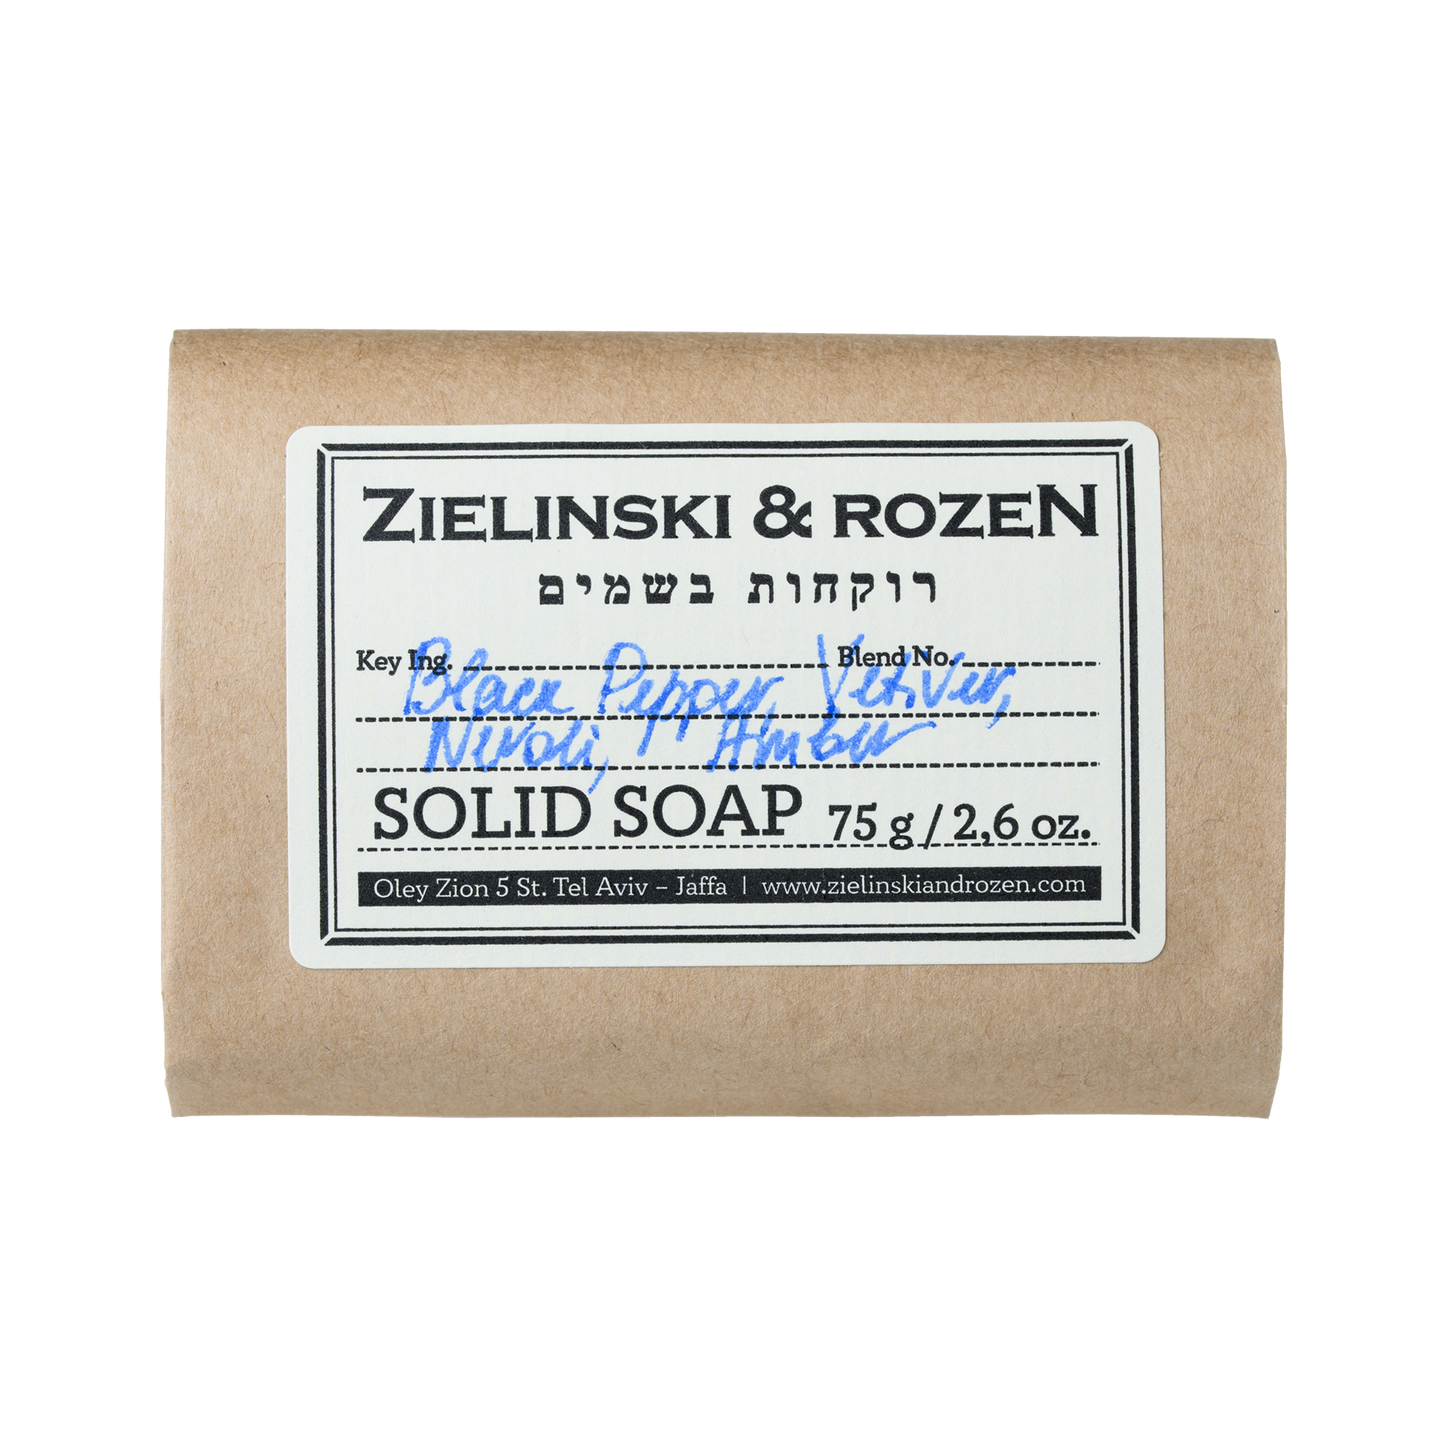 ZIELINSKI & ROZEN
רוקחות בשמים
Key Ing. Blend No.
Black Pepper, Vetiver,
Neroli, Amber
SOLID SOAP 75 g / 2,6 oz.
Oley Zion 5 St. Tel Aviv – Jaffa | www.zielinskiandrozen.com